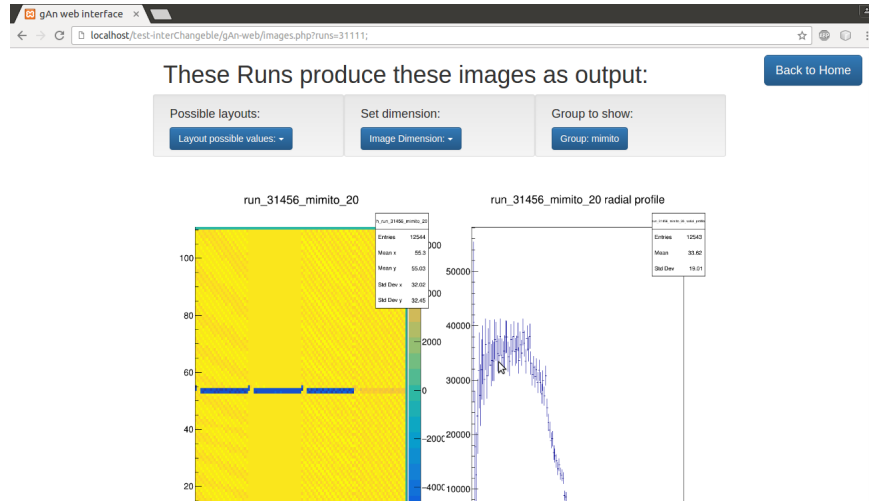 gAn web interface
localhost/test-interChangeble/gAn-web/images.php?runs=31111;
These Runs produce these images as output:
Back to Home
Possible layouts:
Set dimension:
Group to show:
Layout possible values:
Image Dimension:
Group: mimito
run_31456_mimito_20
run_31456_mimito_20 radial profile
h_run_31456_mimito_20
Entries 12544
Mean x 55.3
Mean y 55.03
Std Dev x 32.02
Std Dev y 32.45
Entries 12543
Mean 33.62
Std Dev 19.01
100
80
60
40
20
000
000
2000
0
−2000
−4000
50000
40000
30000
20000
10000